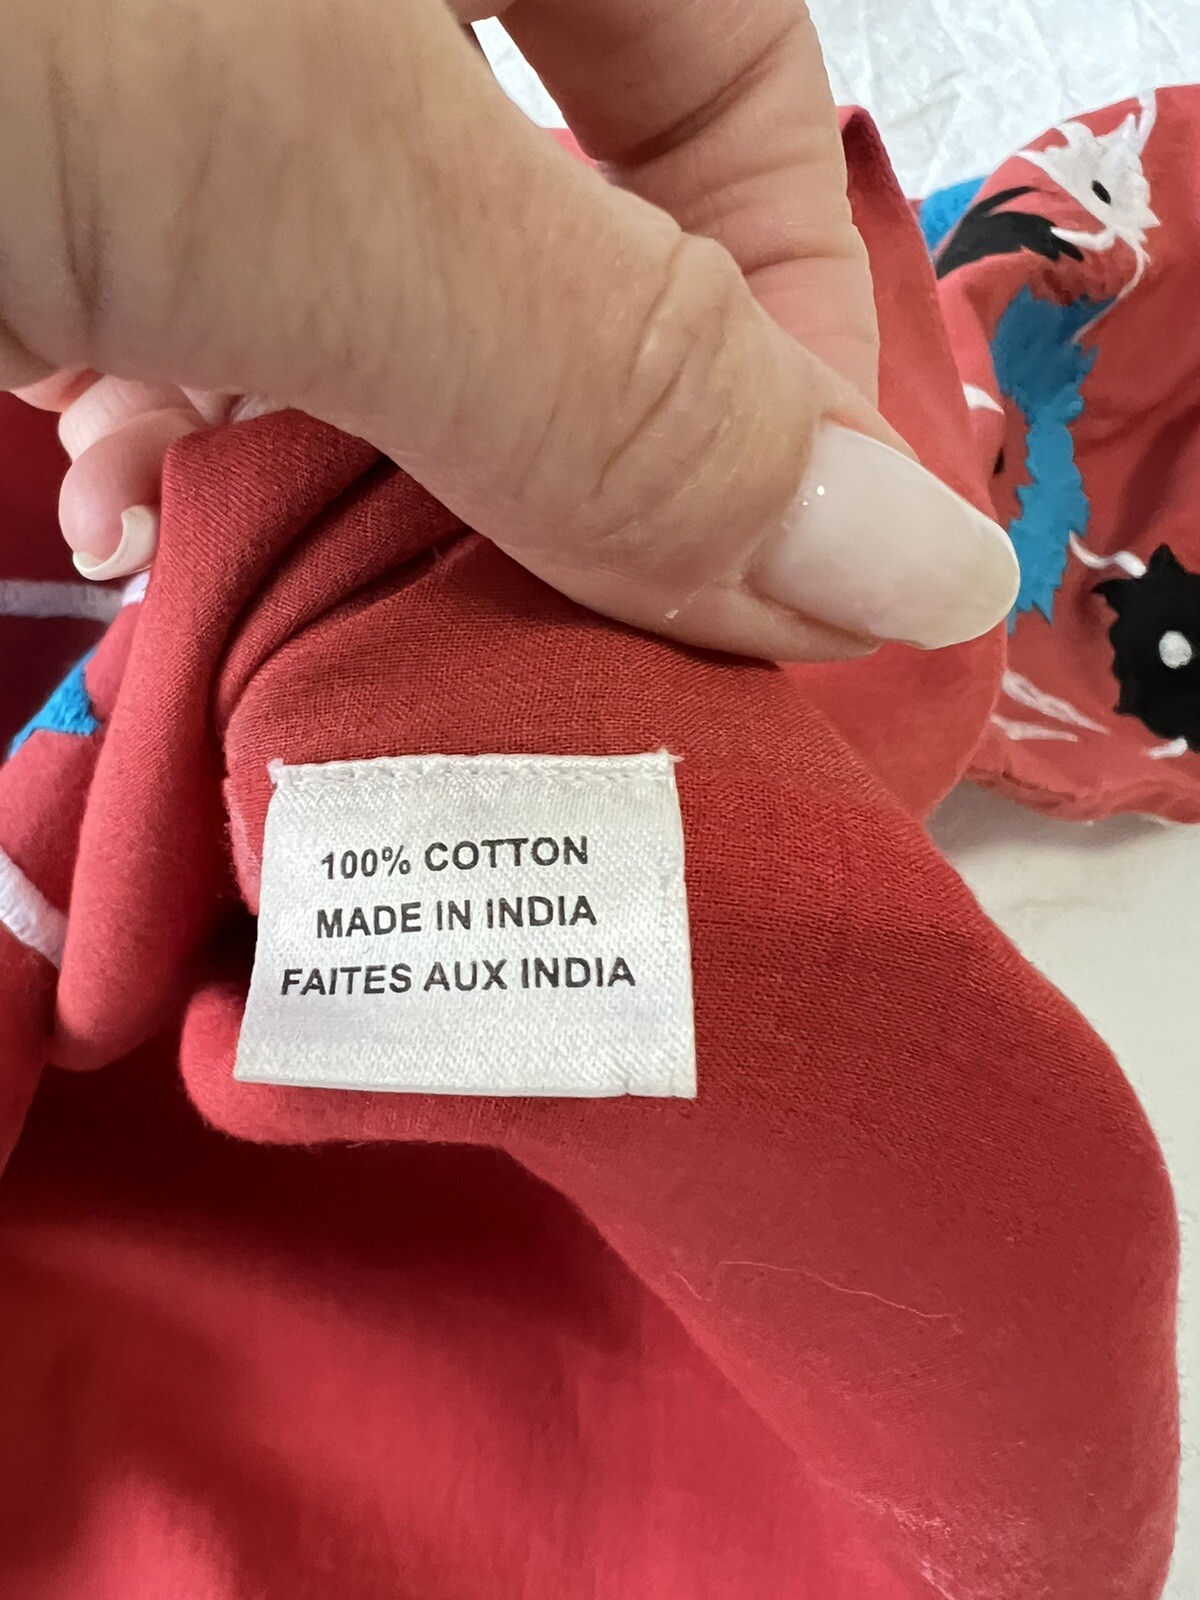 100% COTTON
MADE IN INDIA
FAITES AUX INDIA